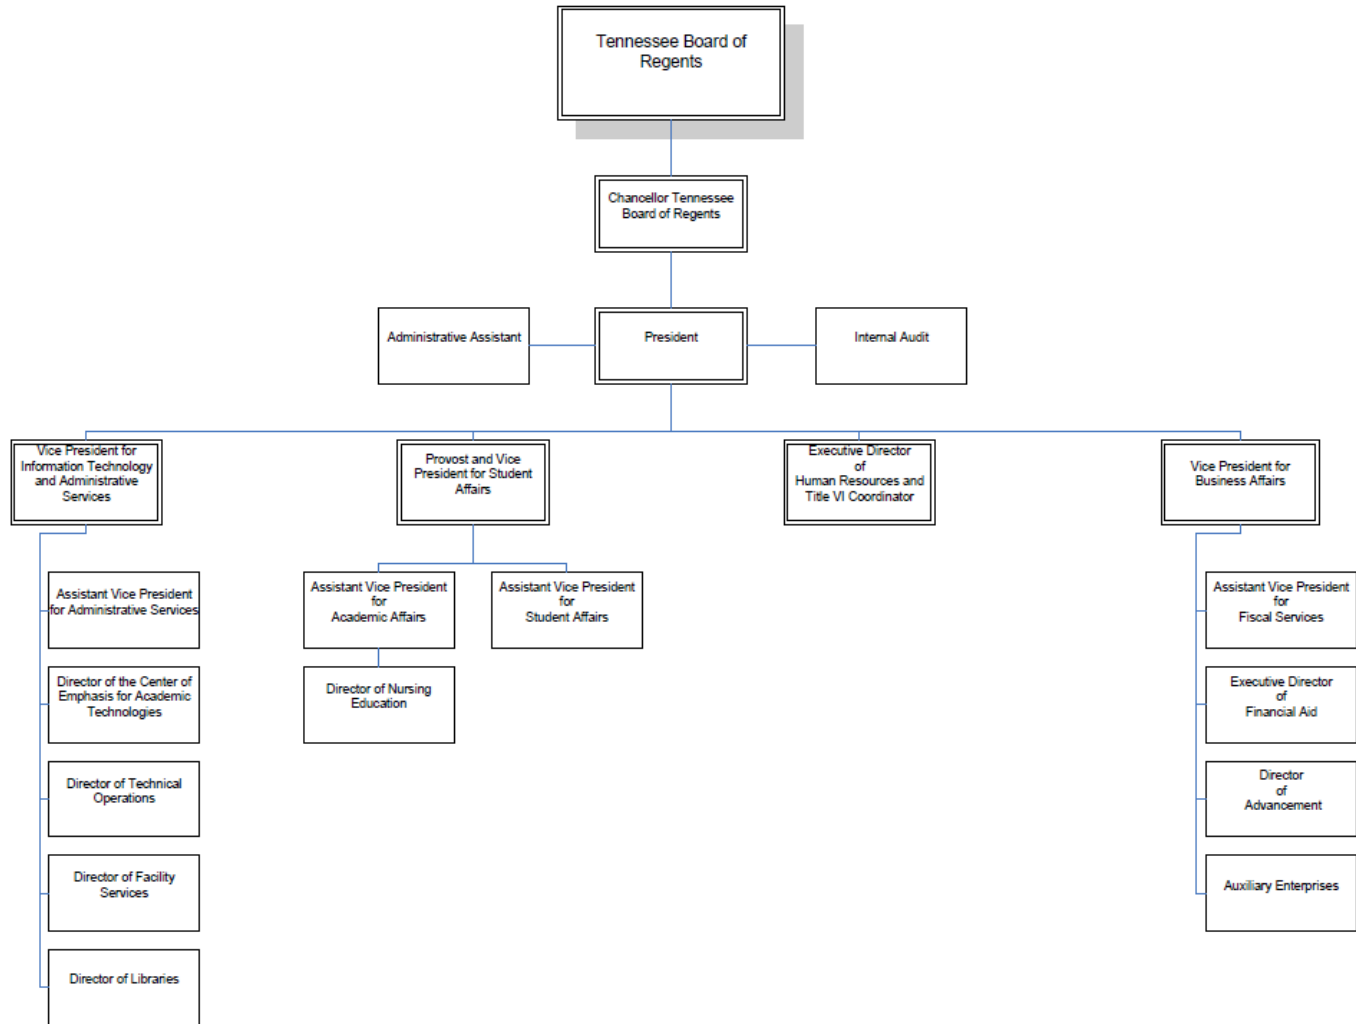 Tennessee Board of
Regents
Chancellor Tennessee
Board of Regents
Administrative Assistant
President
Internal Audit
Vice President for
Information Technology
and Administrative
Services
Provost and Vice
President for Student
Affairs
Executive Director
of
Human Resources and
Title VI Coordinator
Vice President for
Business Affairs
Assistant Vice President
for Administrative Services
Assistant Vice President
for
Academic Affairs
Assistant Vice President
for
Student Affairs
Assistant Vice President
for
Fiscal Services
Director of the Center of
Emphasis for Academic
Technologies
Director of Nursing
Education
Executive Director
of
Financial Aid
Director of Technical
Operations
Director
of
Advancement
Director of Facility
Services
Auxiliary Enterprises
Director of Libraries